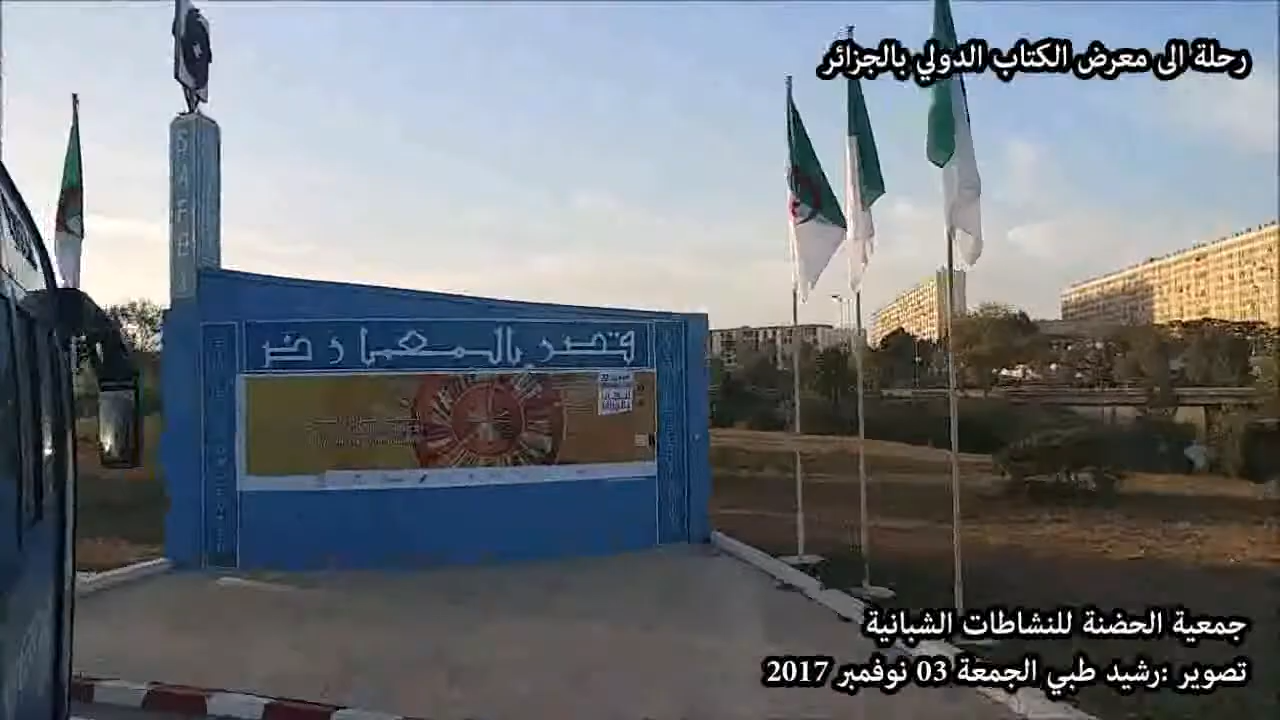 رحلة الى معرض الكتاب الدولي بالجزائر
SAFEX
قصر المعارض
جمعية الحضنة للنشاطات الشبانية
تصوير :رشيد طبي الجمعة 03 نوفمبر 2017